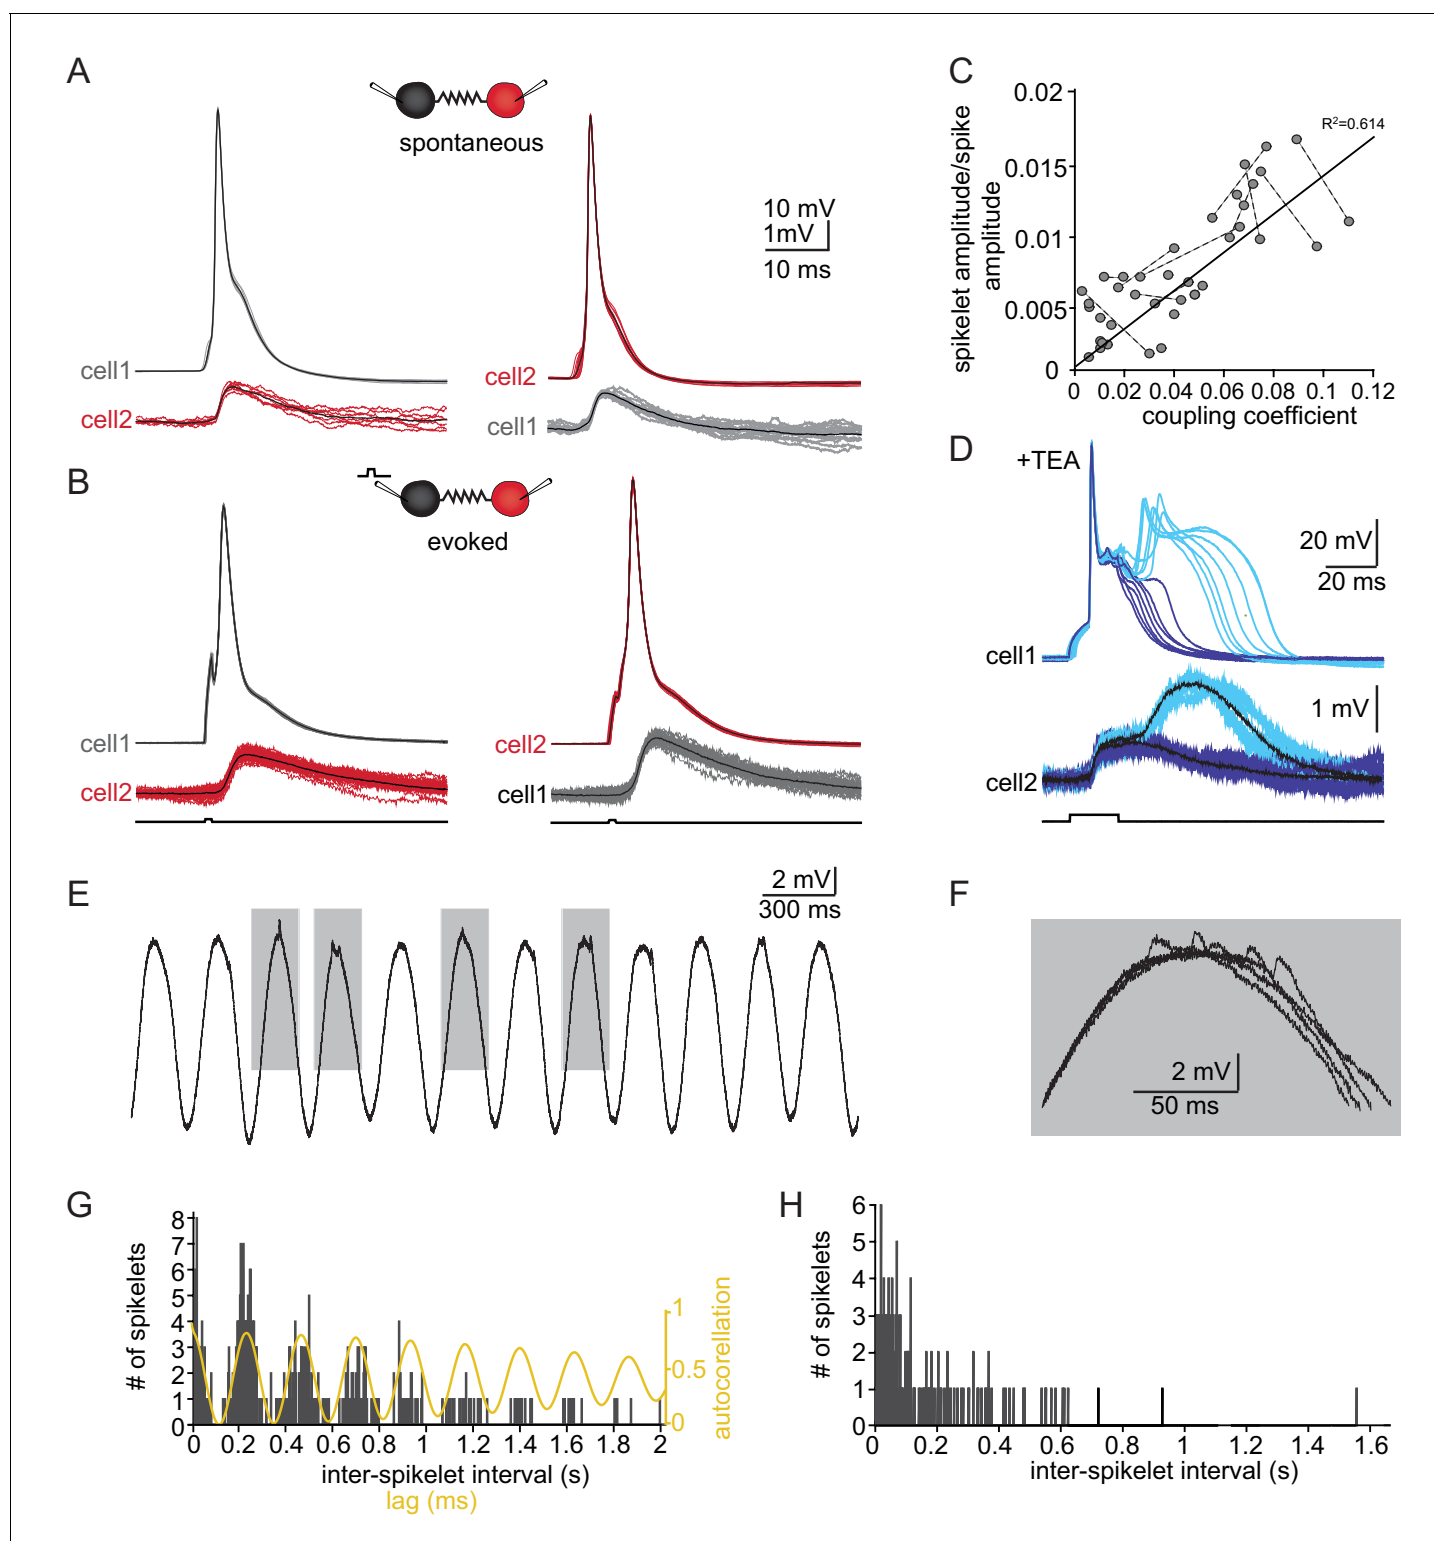 A
spontaneous
10 mV
1mV
10 ms
cell1
cell2
cell2
cell1
B
evoked
cell1
cell2
cell2
cell1
C
spikelet amplitude/spike
amplitude
0.02
0.015
0.01
0.005
0
R²=0.614
0 0.02 0.04 0.06 0.08 0.1 0.12
coupling coefficient
D
+TEA
20 mV
20 ms
cell1
1 mV
cell2
E
2 mV
300 ms
F
2 mV
50 ms
G
# of spikelets
8
7
6
5
4
3
2
1
0
1
0.5
0
autocorellation
0 0.2 0.4 0.6 0.8 1 1.2 1.4 1.6 1.8 2
inter-spikelet interval (s)
lag (ms)
H
# of spikelets
6
5
4
3
2
1
0
0 0.2 0.4 0.6 0.8 1 1.2 1.4 1.6
inter-spikelet interval (s)